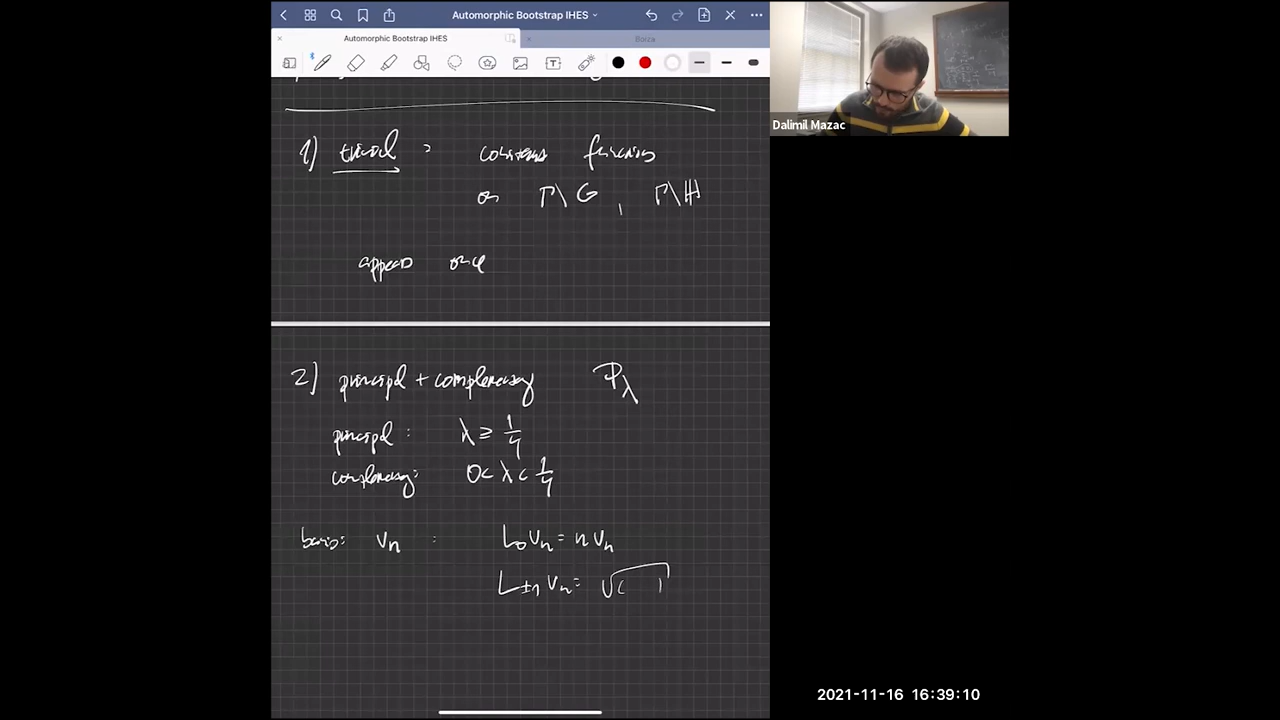 Automorphic Bootstrap IHES
Automorphic Bootstrap IHES
Boiza
Dalimil Mazac
1) trivial : constant functions
on Γ\G , Γ\ℍ
appears once
2) principal + complementary P_λ
principal : λ ≥ 1/4
complementary: 0 < λ < 1/4
basis: v_n : L_0 v_n = n v_n
L_±1 v_n = √(
2021-11-16 16:39:10